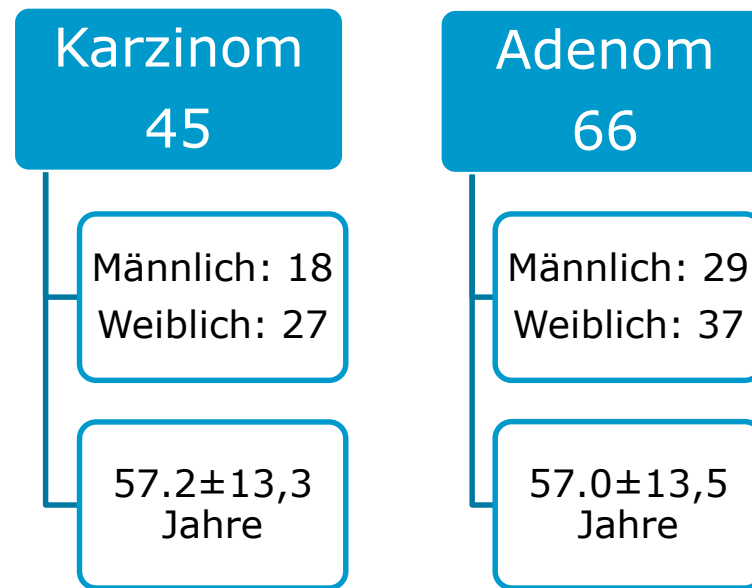 Karzinom
45
Männlich: 18
Weiblich: 27
57.2±13,3
Jahre
Adenom
66
Männlich: 29
Weiblich: 37
57.0±13,5
Jahre